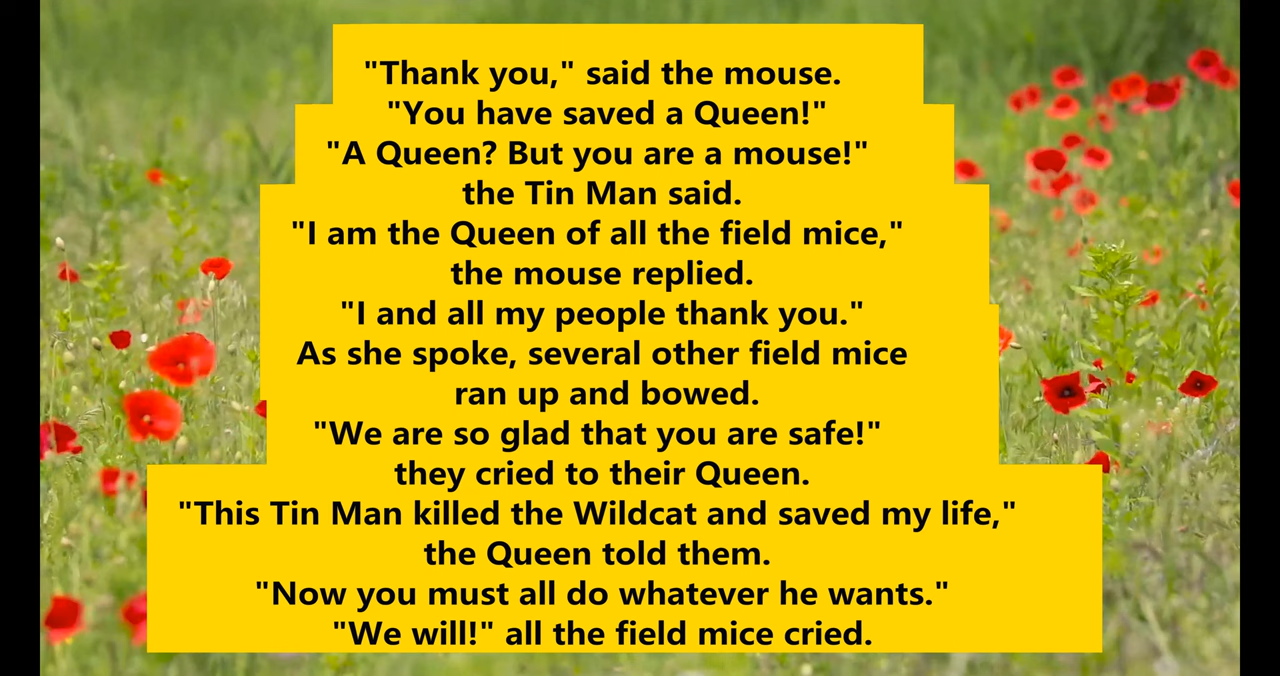 "Thank you," said the mouse.
"You have saved a Queen!"
"A Queen? But you are a mouse!"
the Tin Man said.
"I am the Queen of all the field mice,"
the mouse replied.
"I and all my people thank you."
As she spoke, several other field mice
ran up and bowed.
"We are so glad that you are safe!"
they cried to their Queen.
"This Tin Man killed the Wildcat and saved my life,"
the Queen told them.
"Now you must all do whatever he wants."
"We will!" all the field mice cried.